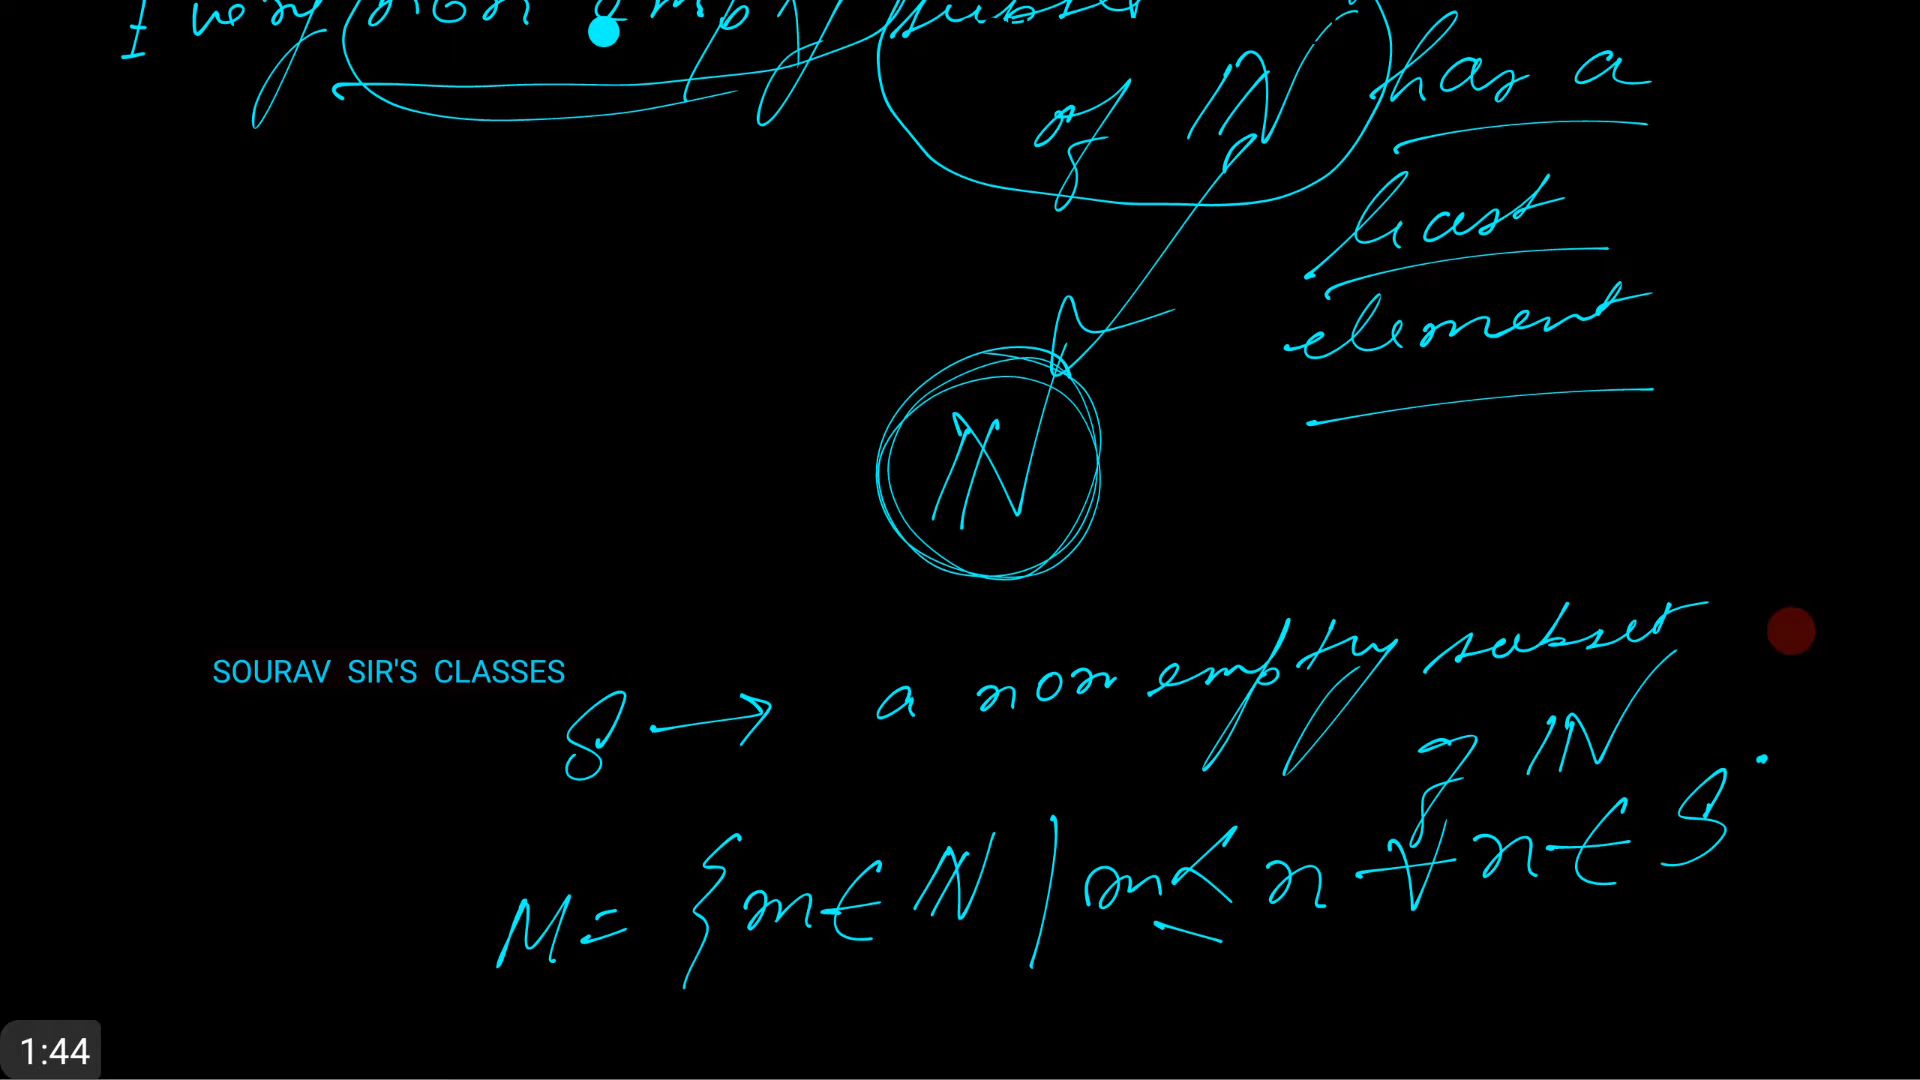 Every non empty subset
of ℕ has a
least
element
ℕ
SOURAV SIR'S CLASSES
S → a non empty subset
of ℕ.
M = {m ∈ ℕ | m ≤ n ∀ n ∈ S
1:44